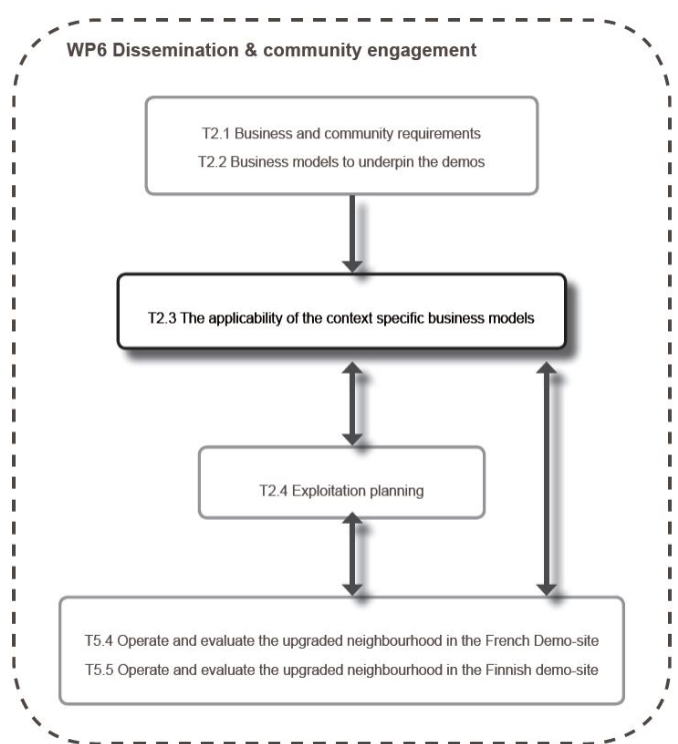 WP6 Dissemination & community engagement
T2.1 Business and community requirements
T2.2 Business models to underpin the demos
T2.3 The applicability of the context specific business models
T2.4 Exploitation planning
T5.4 Operate and evaluate the upgraded neighbourhood in the French Demo-site
T5.5 Operate and evaluate the upgraded neighbourhood in the Finnish demo-site